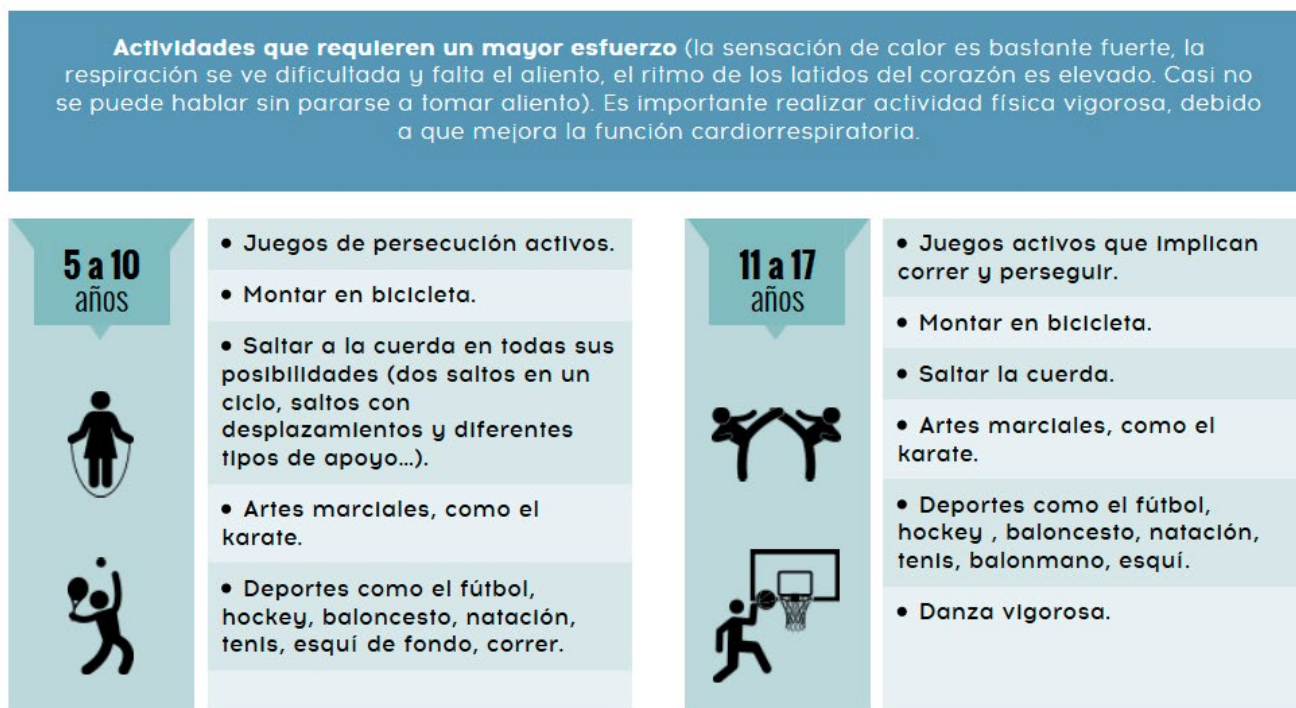 Actividades que requieren un mayor esfuerzo (la sensación de calor es bastante fuerte, la
respiración se ve dificultada y falta el aliento, el ritmo de los latidos del corazón es elevado. Casi no
se puede hablar sin pararse a tomar aliento). Es importante realizar actividad física vigorosa, debido
a que mejora la función cardiorrespiratoria.
5 a 10
años
• Juegos de persecución activos.
• Montar en bicicleta.
• Saltar a la cuerda en todas sus
posibilidades (dos saltos en un
ciclo, saltos con
desplazamientos y diferentes
tipos de apoyo...).
• Artes marciales, como el
karate.
• Deportes como el fútbol,
hockey, baloncesto, natación,
tenis, esquí de fondo, correr.
11 a 17
años
• Juegos activos que implican
correr y perseguir.
• Montar en bicicleta.
• Saltar la cuerda.
• Artes marciales, como el
karate.
• Deportes como el fútbol,
hockey , baloncesto, natación,
tenis, balonmano, esquí.
• Danza vigorosa.